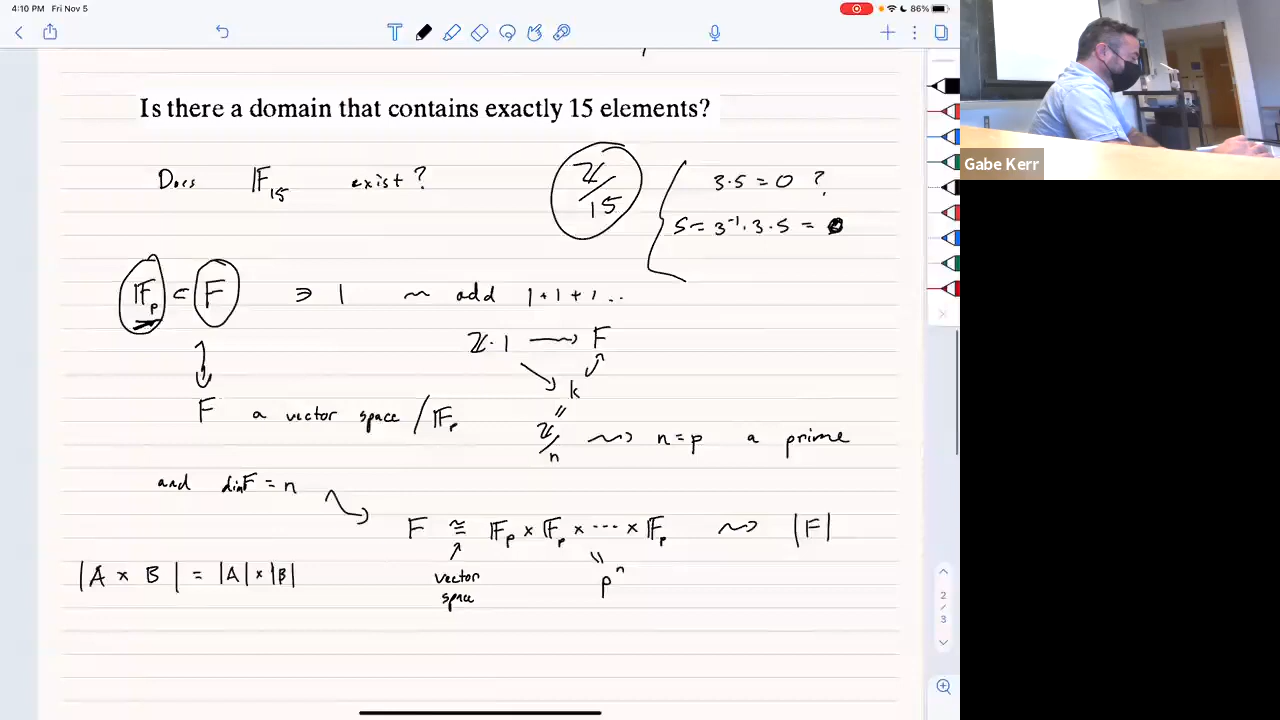 4:10 PM Fri Nov 5
86%
Is there a domain that contains exactly 15 elements?
Does 𝔽₁₅ exist?
ℤ/15
3·5 = 0 ?
5 = 3⁻¹·3·5 = 0
𝔽ₚ ⊂ F ∋ 1 ~ add 1+1+1...
ℤ·1 → F
k
=
ℤ/n ⇝ n=p a prime
F a vector space / 𝔽ₚ
and dim F = n
F ≅ 𝔽ₚ × 𝔽ₚ × ··· × 𝔽ₚ ⇝ |F|
vector space
= pⁿ
|A × B| = |A| × |B|
2 / 3
Gabe Kerr